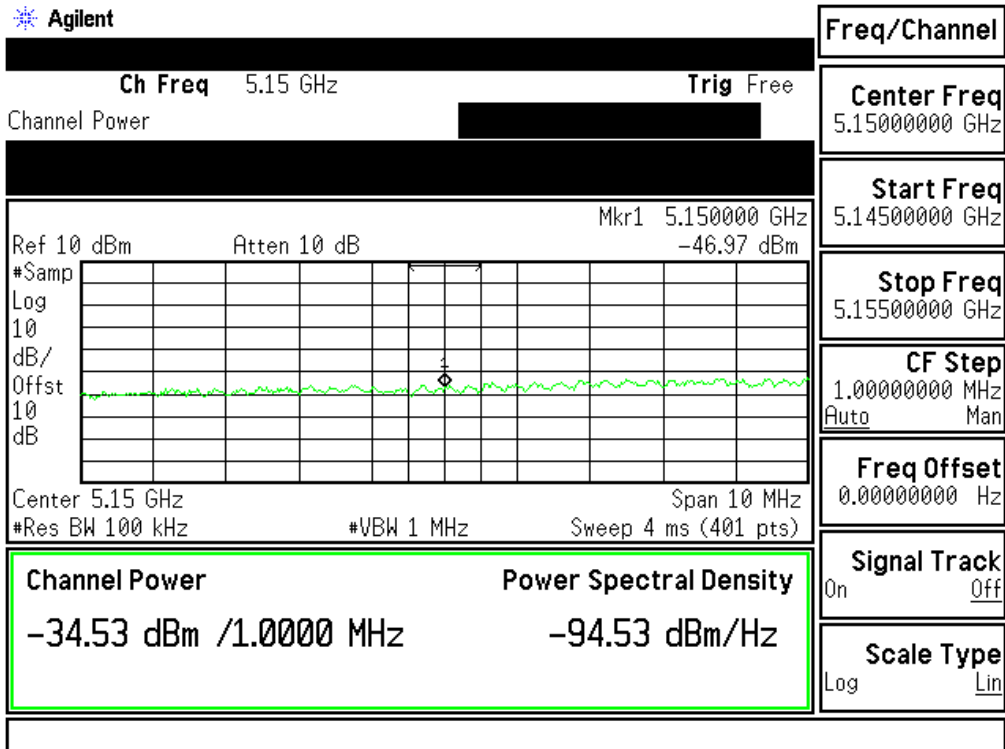 Agilent
Freq/Channel
Ch Freq 5.15 GHz Trig Free
Channel Power
Center Freq
5.15000000 GHz
Start Freq
5.14500000 GHz
Stop Freq
5.15500000 GHz
CF Step
1.00000000 MHz
Auto Man
Freq Offset
0.00000000 Hz
Signal Track
On Off
Scale Type
Log Lin
Mkr1 5.150000 GHz
Ref 10 dBm Atten 10 dB -46.97 dBm
#Samp
Log
10
dB/
Offst
10
dB
1
Center 5.15 GHz Span 10 MHz
#Res BW 100 kHz #VBW 1 MHz Sweep 4 ms (401 pts)
Channel Power Power Spectral Density
-34.53 dBm /1.0000 MHz -94.53 dBm/Hz